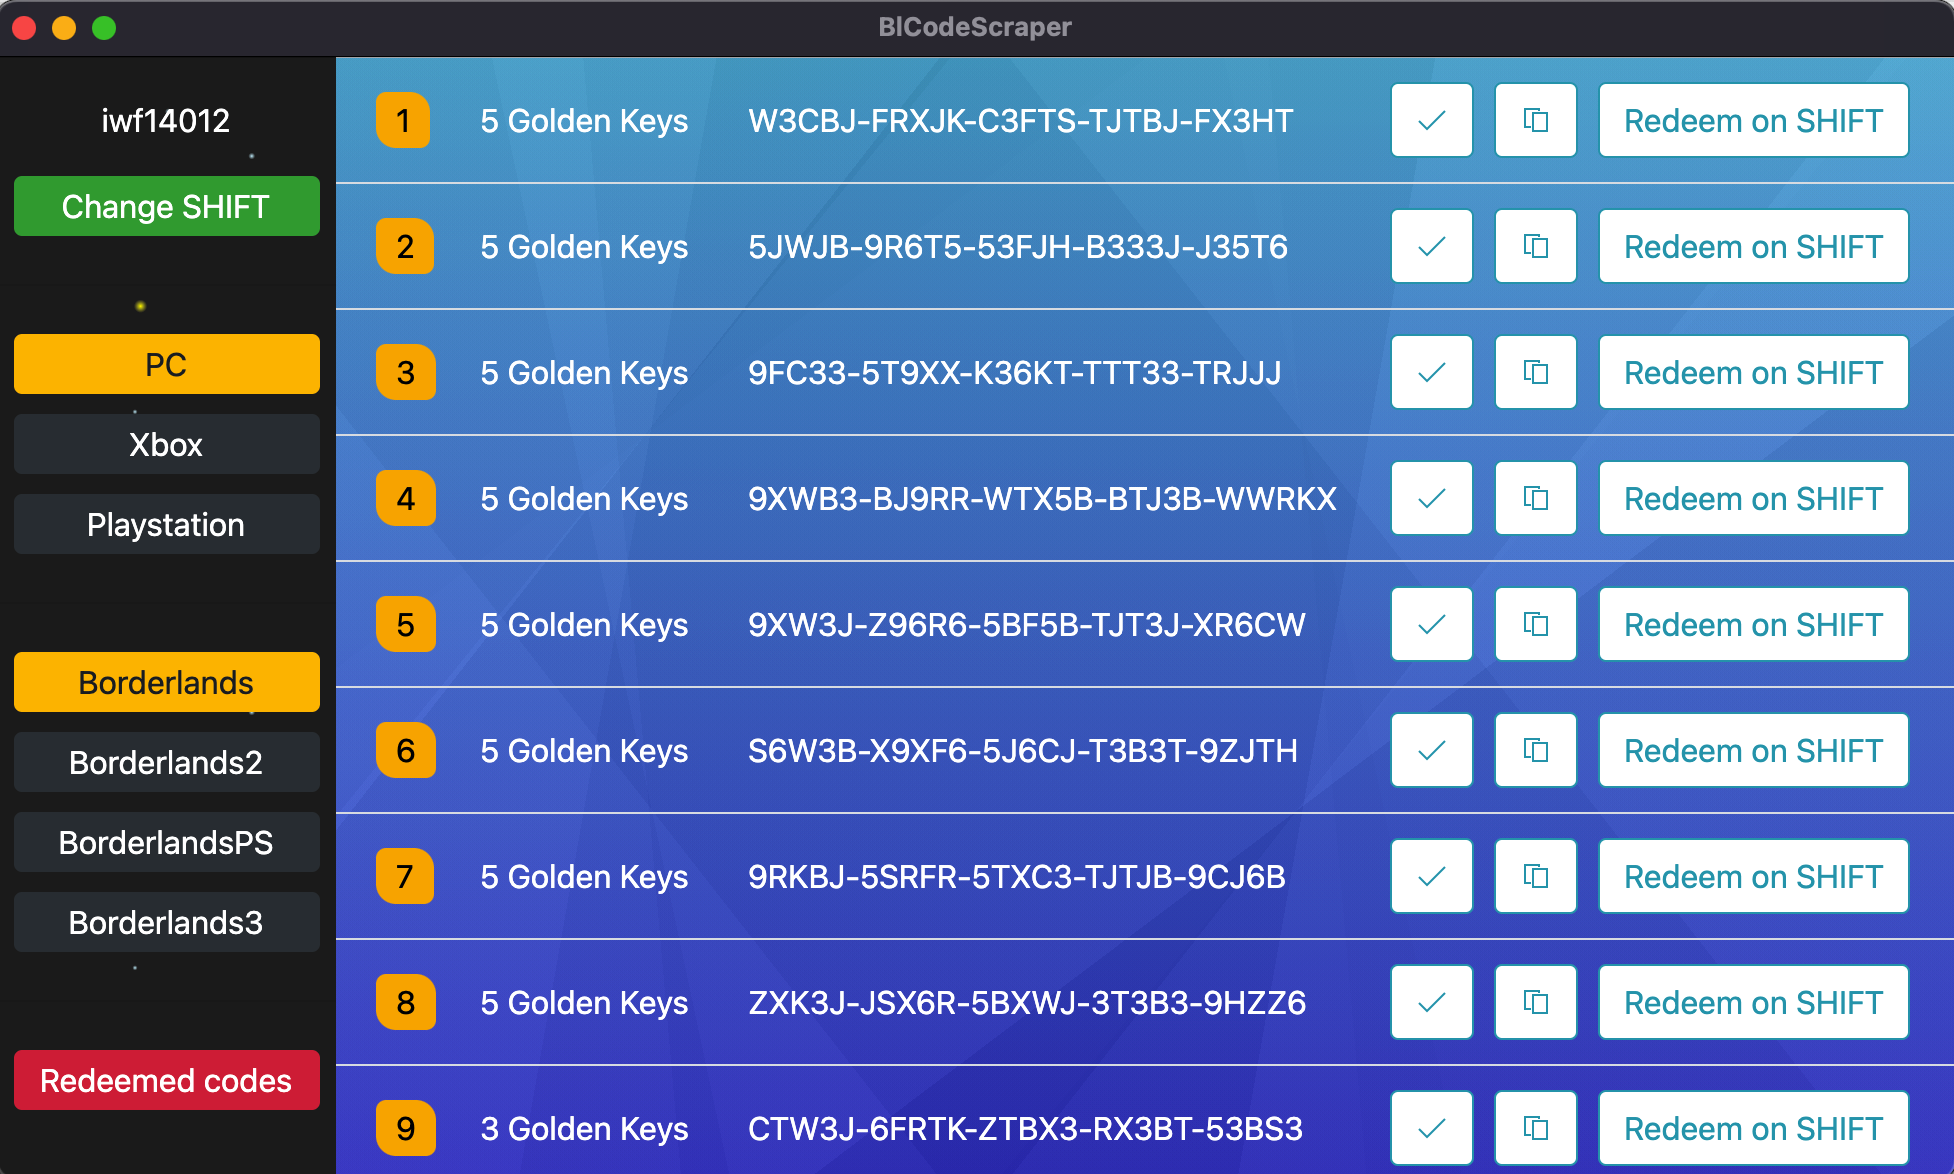 BlCodeScraper
iwf14012
Change SHIFT
PC
Xbox
Playstation
Borderlands
Borderlands2
BorderlandsPS
Borderlands3
Redeemed codes
1 5 Golden Keys W3CBJ-FRXJK-C3FTS-TJTBJ-FX3HT Redeem on SHIFT
2 5 Golden Keys 5JWJB-9R6T5-53FJH-B333J-J35T6 Redeem on SHIFT
3 5 Golden Keys 9FC33-5T9XX-K36KT-TTT33-TRJJJ Redeem on SHIFT
4 5 Golden Keys 9XWB3-BJ9RR-WTX5B-BTJ3B-WWRKX Redeem on SHIFT
5 5 Golden Keys 9XW3J-Z96R6-5BF5B-TJT3J-XR6CW Redeem on SHIFT
6 5 Golden Keys S6W3B-X9XF6-5J6CJ-T3B3T-9ZJTH Redeem on SHIFT
7 5 Golden Keys 9RKBJ-5SRFR-5TXC3-TJTJB-9CJ6B Redeem on SHIFT
8 5 Golden Keys ZXK3J-JSX6R-5BXWJ-3T3B3-9HZZ6 Redeem on SHIFT
9 3 Golden Keys CTW3J-6FRTK-ZTBX3-RX3BT-53BS3 Redeem on SHIFT